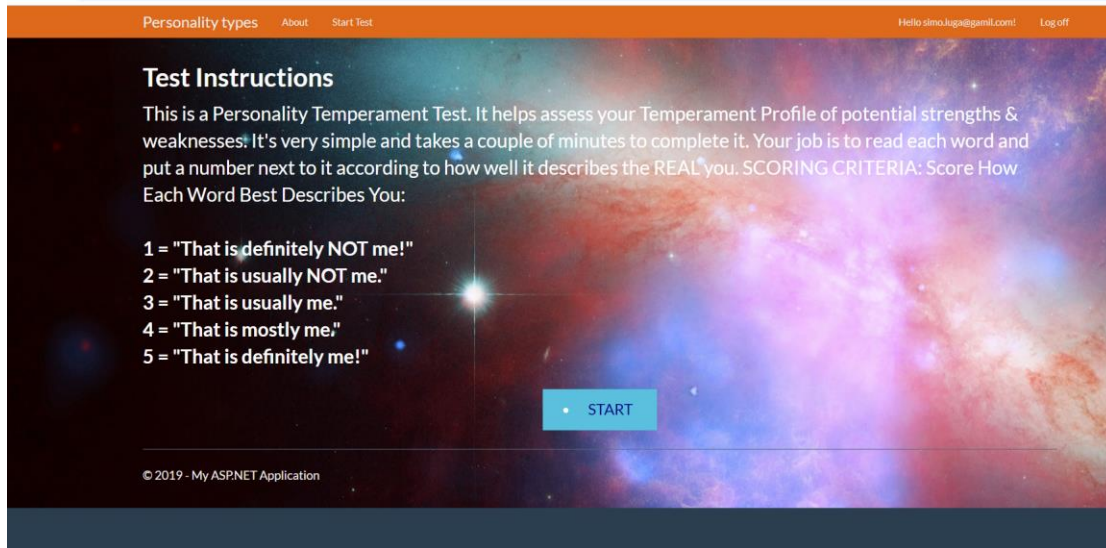 Personality types About Start Test Hello simo.luga@gamil.com! Log off
Test Instructions
This is a Personality Temperament Test. It helps assess your Temperament Profile of potential strengths &
weaknesses. It's very simple and takes a couple of minutes to complete it. Your job is to read each word and
put a number next to it according to how well it describes the REAL you. SCORING CRITERIA: Score How
Each Word Best Describes You:
1 = "That is definitely NOT me!"
2 = "That is usually NOT me."
3 = "That is usually me."
4 = "That is mostly me."
5 = "That is definitely me!"
START
© 2019 - My ASP.NET Application